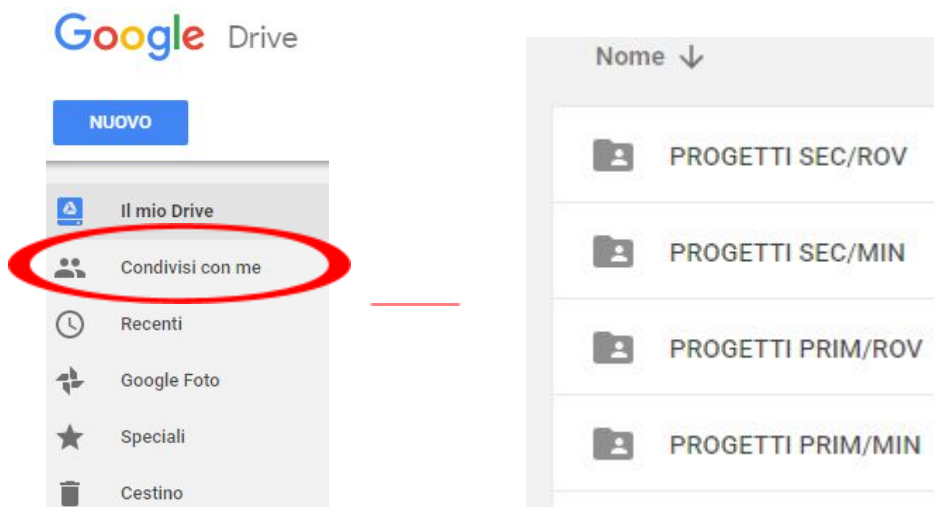 Google Drive
NUOVO
Il mio Drive
Condivisi con me
Recenti
Google Foto
Speciali
Cestino
Nome
PROGETTI SEC/ROV
PROGETTI SEC/MIN
PROGETTI PRIM/ROV
PROGETTI PRIM/MIN